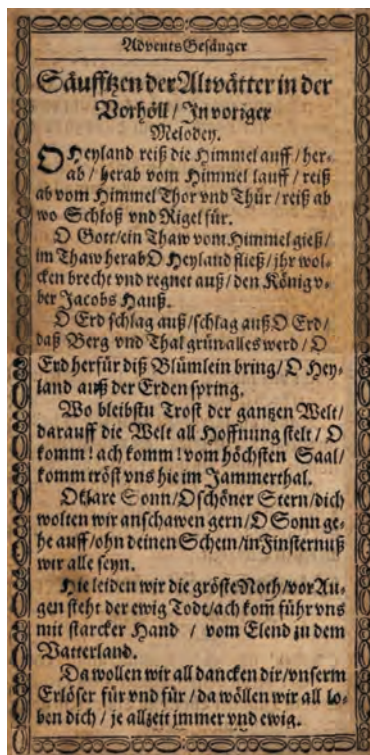 Advents Gesänger
Säufftzen der Altvätter in der
Vorhöll / In voriger
Melodey.
O Heyland reiß die Himmel auff / her-
ab / herab vom Himmel lauff / reiß
ab vom Himmel Thor vnd Thür / reiß ab
wo Schloß vnd Rigel für.
O Gott / ein Thaw vom Himmel gieß /
im Thaw herab O Heyland fließ / jhr wol-
cken brecht vnd regnet auß / den König v-
ber Jacobs Hauß.
O Erd schlag auß / schlag auß O Erd /
daß Berg vnd Thal grün alles werd / O
Erd herfür diß Blümlein bring / O Hey-
land auß der Erden spring.
Wo bleibstu Trost der gantzen Welt /
darauff die Welt all Hoffnung stelt / O
komm ! ach komm ! vom höchsten Saal /
komm tröst vns hie im Jammerthal.
O klare Sonn / O schöner Stern / dich
wolten wir anschawen gern / O Sonn ge-
he auff / ohn deinen Schein / in Finsternuß
wir alle seyn.
Hie leiden wir die gröste Noth / vor Au-
gen steht der ewig Todt / ach kom führ vns
mit starcker Hand / vom Elend zu dem
Vatterland.
Da wollen wir all dancken dir / vnserm
Erlöser für vnd für / da wöllen wir all lo-
ben dich / je allzeit jmmer vnd ewig.